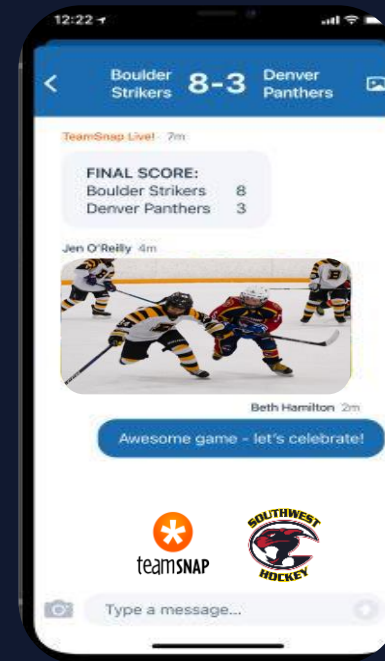 12:22
Boulder Strikers 8-3 Denver Panthers
TeamSnap Live! 7m
FINAL SCORE:
Boulder Strikers 8
Denver Panthers 3
Jen O'Reilly 4m
B
Beth Hamilton 2m
Awesome game - let's celebrate!
teamSNAP
SOUTHWEST
HOCKEY
Type a message...